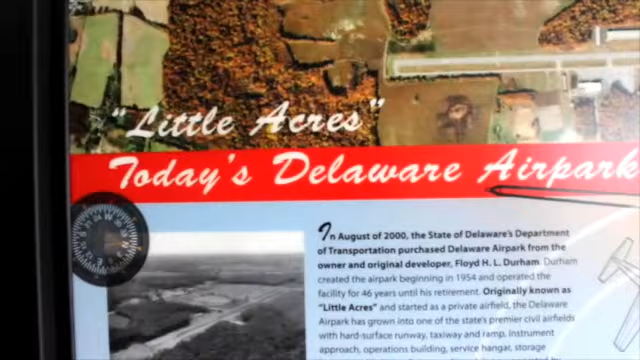 "Little Acres"
Today's Delaware Airpark
In August of 2000, the State of Delaware's Department
of Transportation purchased Delaware Airpark from the
owner and original developer, Floyd H. L. Durham. Durham
created the airpark beginning in 1954 and operated the
facility for 46 years until his retirement. Originally known as
"Little Acres" and started as a private airfield, the Delaware
Airpark has grown into one of the state's premier civil airfields
with hard-surface runway, taxiway and ramp, instrument
approach, operations building, service hangar, storage